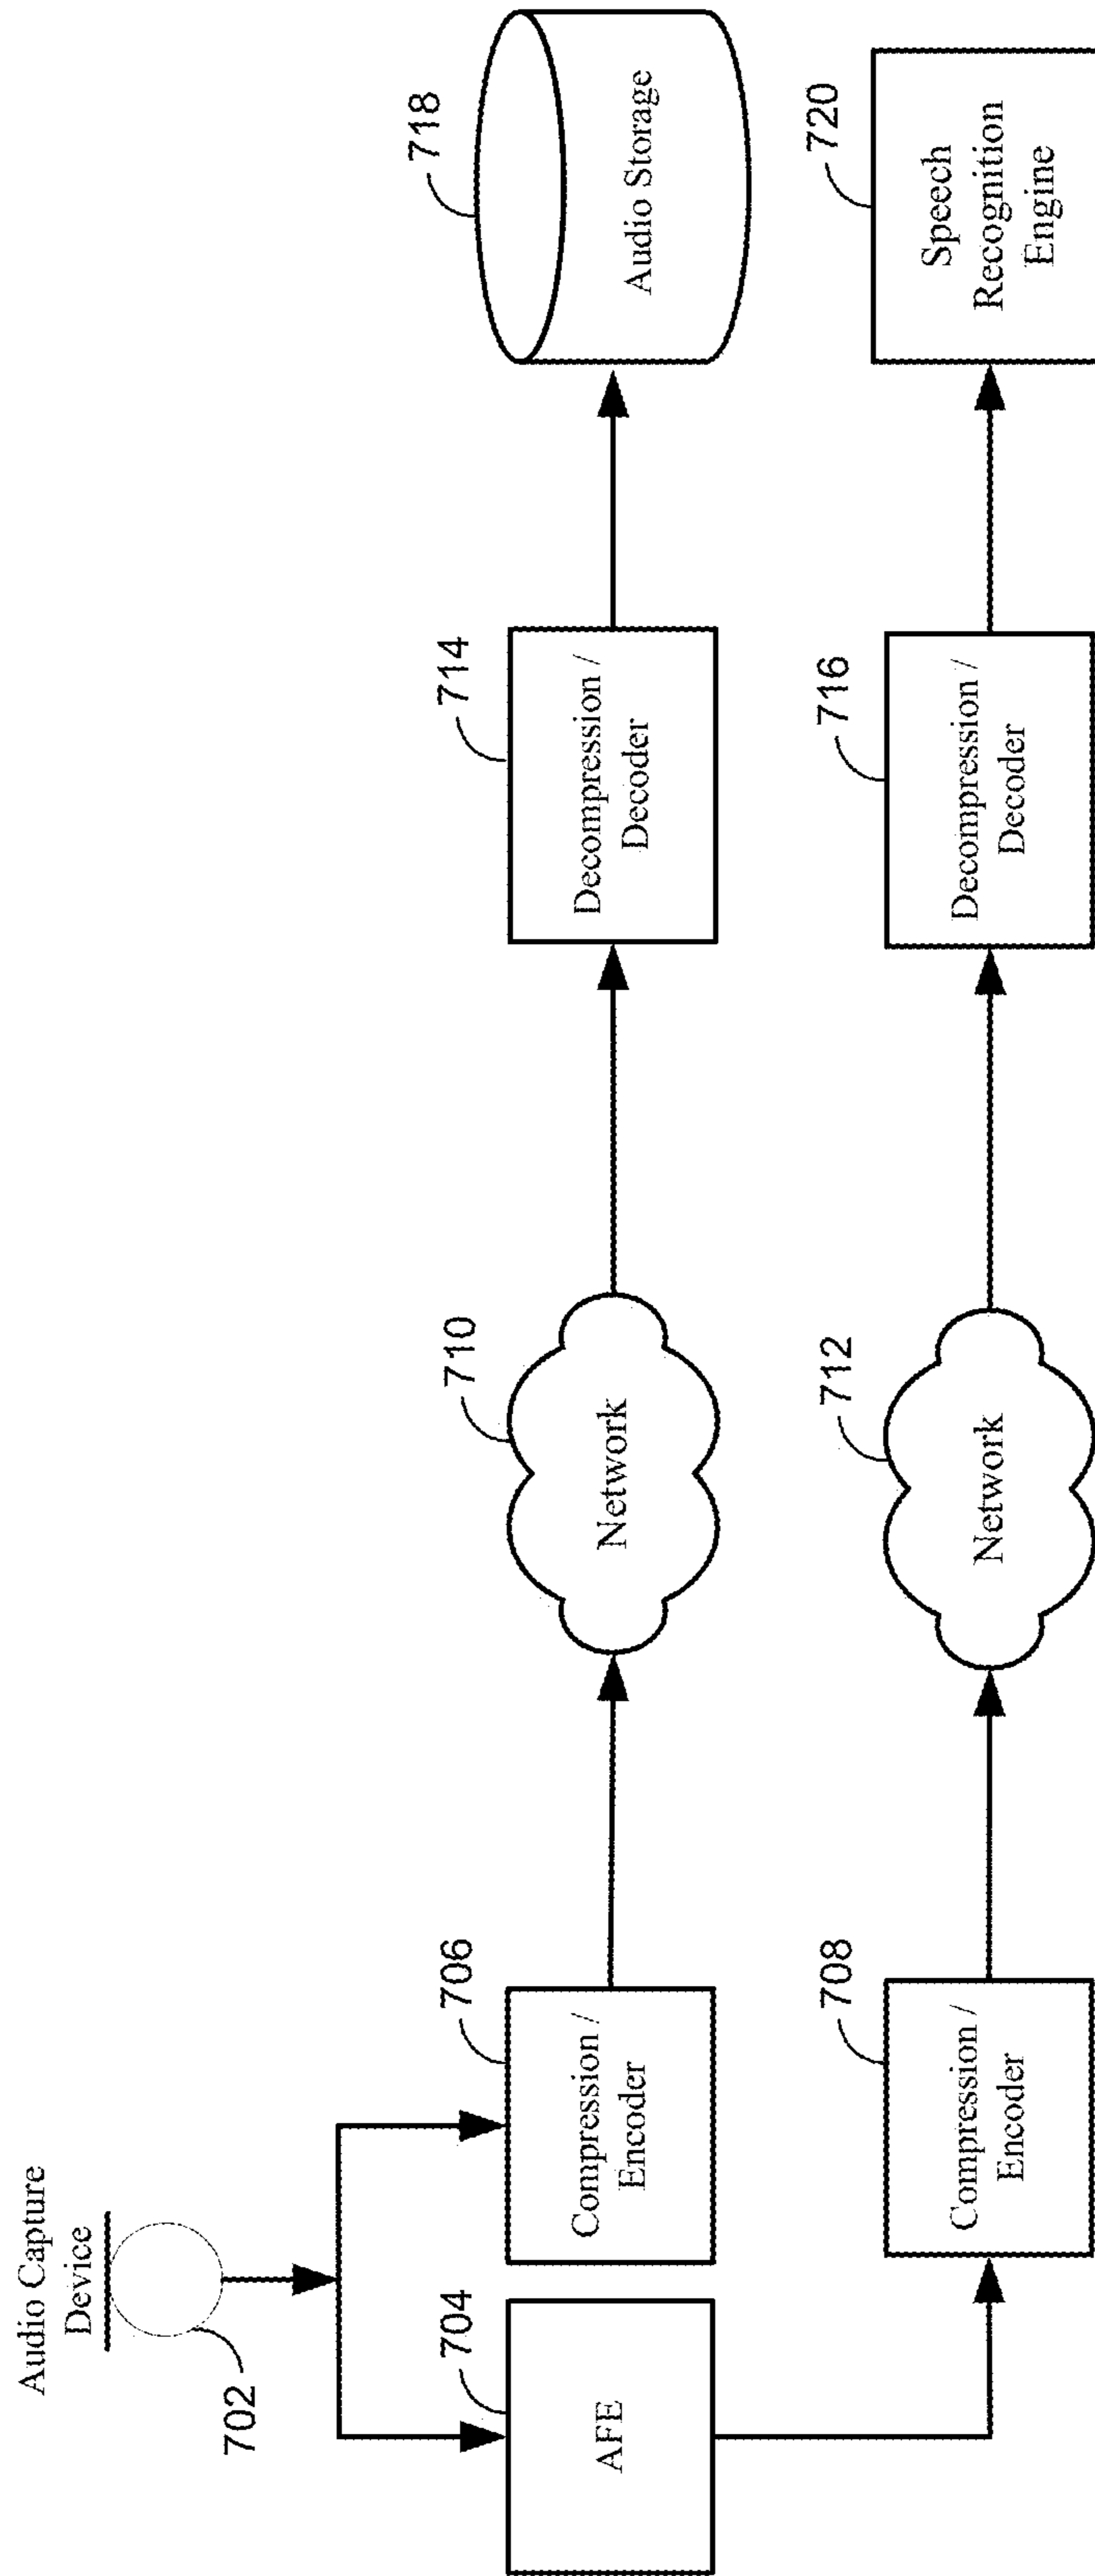 Audio Capture
Device
702
704
AFE
706
Compression /
Encoder
710
Network
714
Decompression /
Decoder
718
Audio Storage
708
Compression /
Encoder
712
Network
716
Decompression /
Decoder
720
Speech
Recognition
Engine